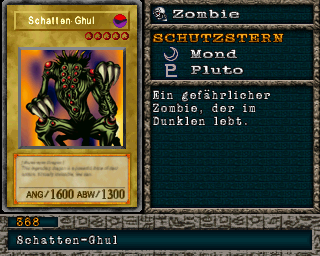 Schatten-Ghul
ANG/1600 ABW/1300
Zombie
SCHUTZSTERN
Mond
Pluto
Ein gefährlicher
Zombie, der im
Dunklen lebt.
368
Schatten-Ghul